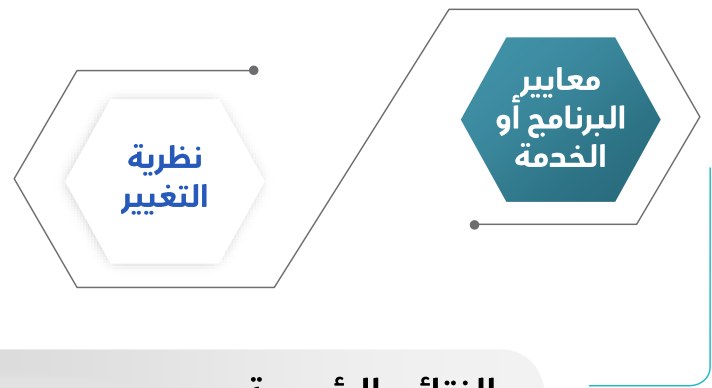 معايير
البرنامج أو
الخدمة
نظرية
التغيير